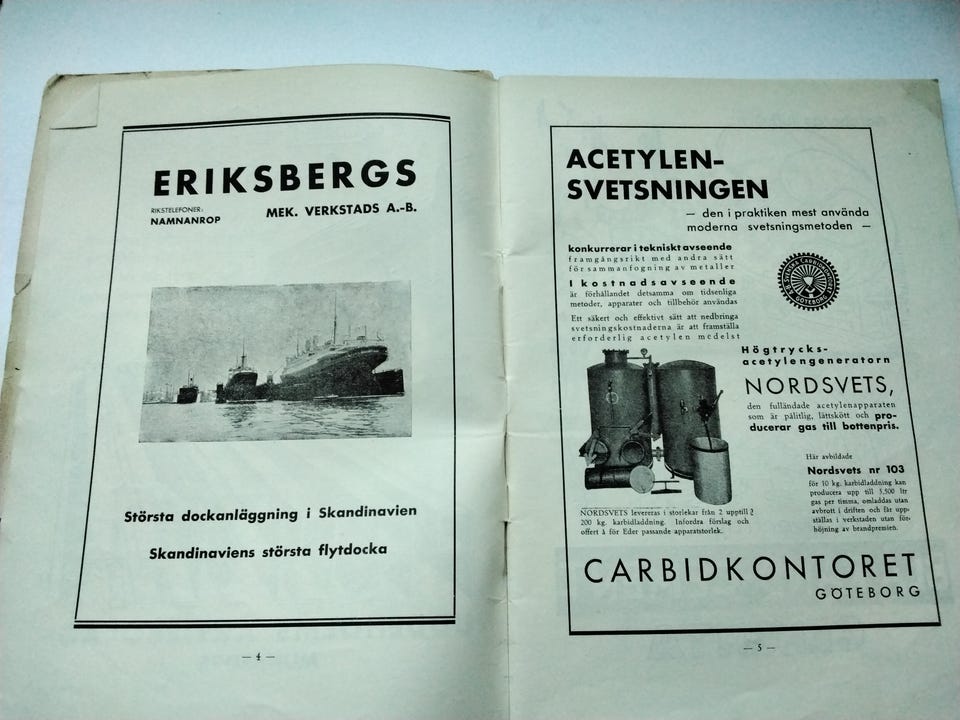 ERIKSBERGS
RIKSTELEFONER:
NAMNANROP
MEK. VERKSTADS A.-B.
Största dockanläggning i Skandinavien
Skandinaviens största flytdocka
— 4 —
ACETYLEN-
SVETSNINGEN
— den i praktiken mest använda
moderna svetsningsmetoden —
konkurrerar i tekniskt avseende
framgångsrikt med andra sätt
för sammanfogning av metaller
I kostnadsavseende
är förhållandet detsamma om tidsenliga
metoder, apparater och tillbehör användas
Ett säkert och effektivt sätt att nedbringa
svetsningskostnaderna är att framställa
erforderlig acetylen medelst
GÖTEBORG
Högtrycks-
acetylengeneratorn
NORDSVETS,
den fulländade acetylenapparaten
som är pålitlig, lättskött och pro-
ducerar gas till bottenpris.
Här avbildade
Nordsvets nr 103
för 10 kg. karbidladdning kan
producera upp till 3,500 ltr
gas per timma, omladdas utan
avbrott i driften och får upp-
ställas i verkstaden utan för-
höjning av brandpremien.
NORDSVETS levereras i storlekar från 2 upptill
200 kg. karbidladdning. Infordra förslag och
offert å för Eder passande apparatstorlek.
CARBIDKONTORET
GÖTEBORG
— 5 —